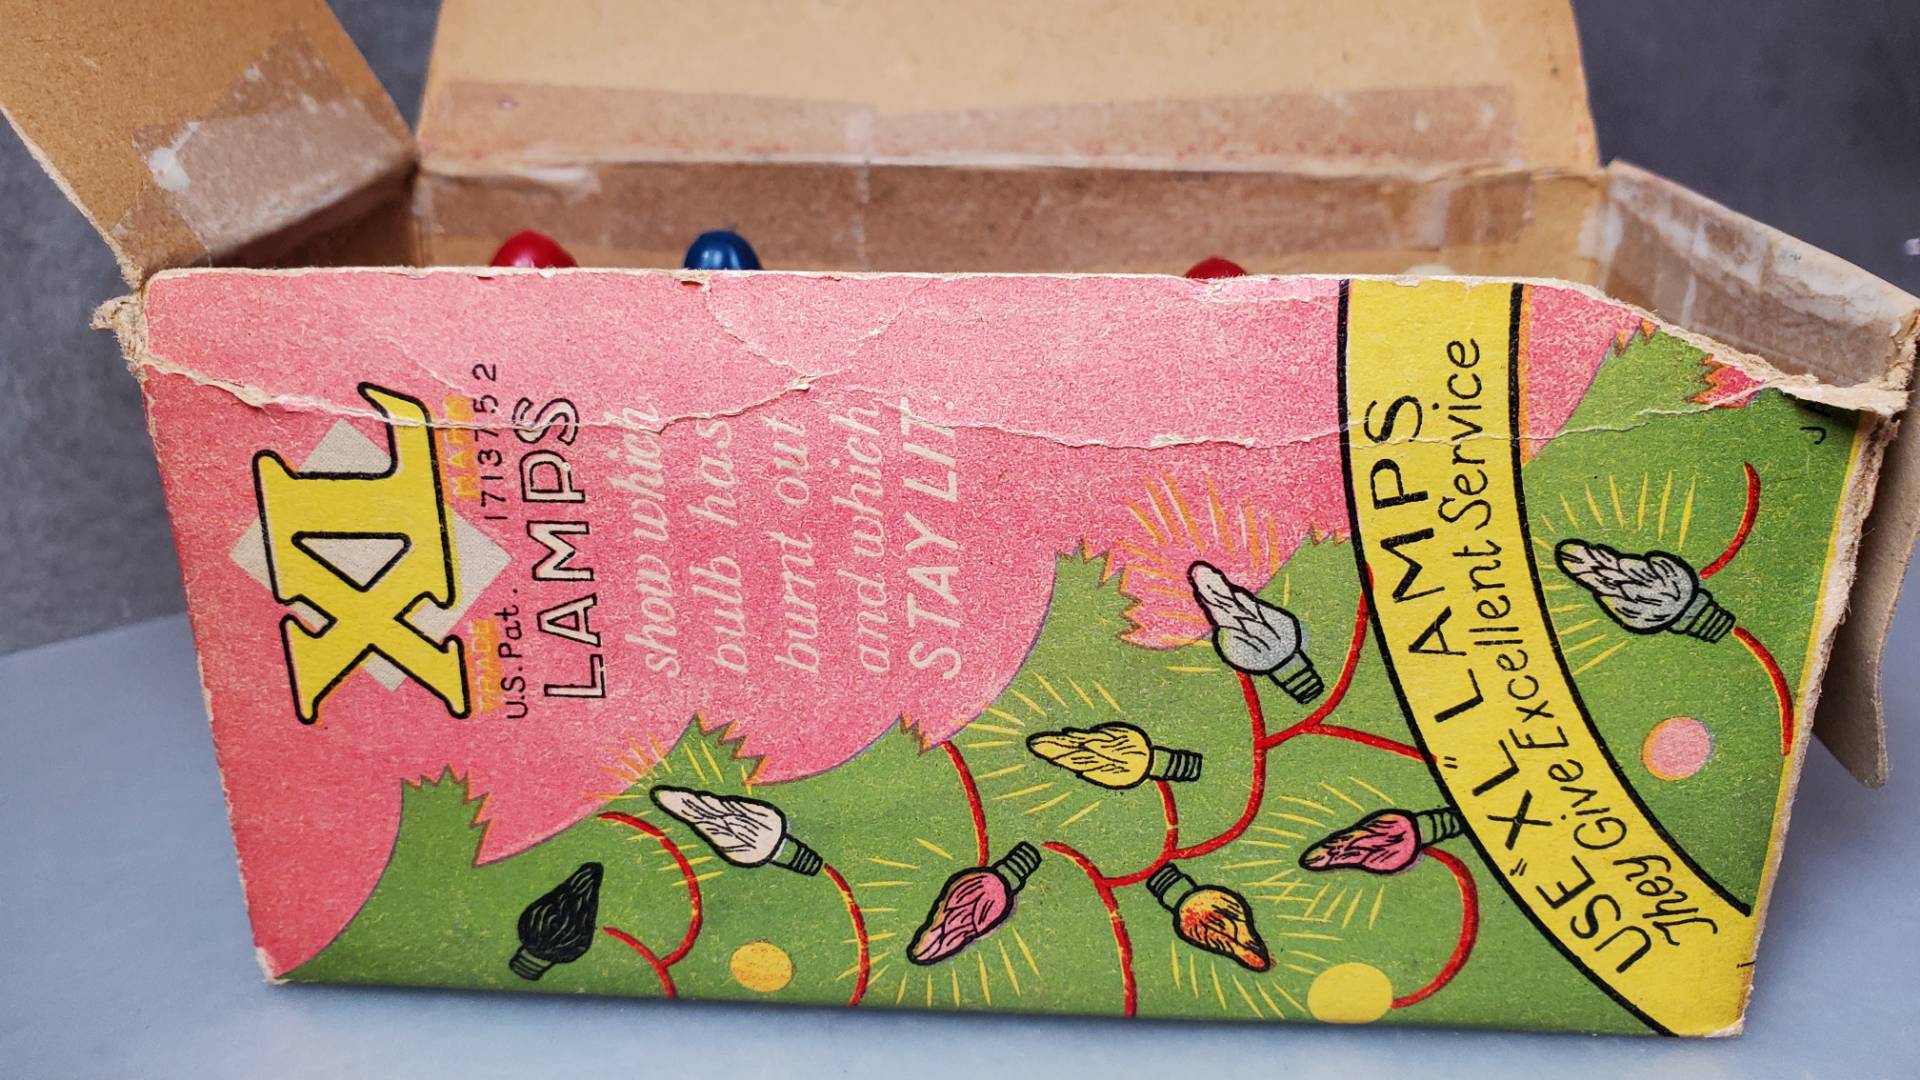 XL
TRADE MARK
U.S. Pat. 1713752
LAMPS
show which
bulb has
burnt out
and which
STAY LIT.
USE "XL" LAMPS
They Give Excellent Service